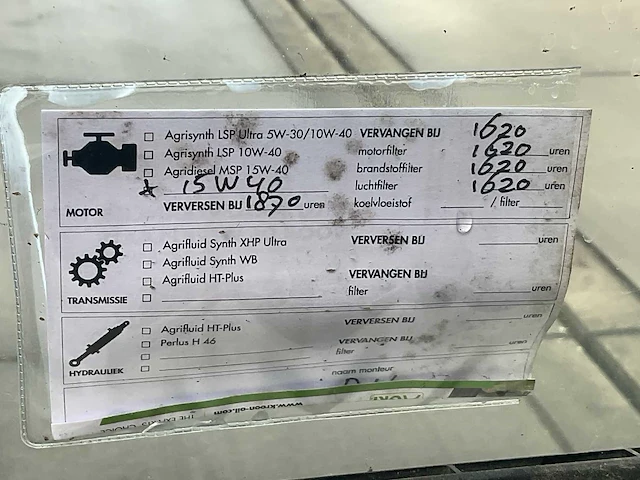 Agrisynth LSP Ultra 5W-30/10W-40 VERVANGEN BIJ 1620
Agrisynth LSP 10W-40 motorfilter 1620 uren
Agridiesel MSP 15W-40 brandstoffilter 1620 uren
x 15W40 luchtfilter 1620 uren
MOTOR VERVERSEN BIJ 1870 uren koelvloeistof / filter
Agrifluid Synth XHP Ultra VERVERSEN BIJ uren
Agrifluid Synth WB
Agrifluid HT-Plus VERVANGEN BIJ
TRANSMISSIE filter uren
Agrifluid HT-Plus VERVERSEN BIJ uren
Perlus H 46 VERVANGEN BIJ
filter uren
HYDRAULIEK
naam monteur
www.kroon-oil.com